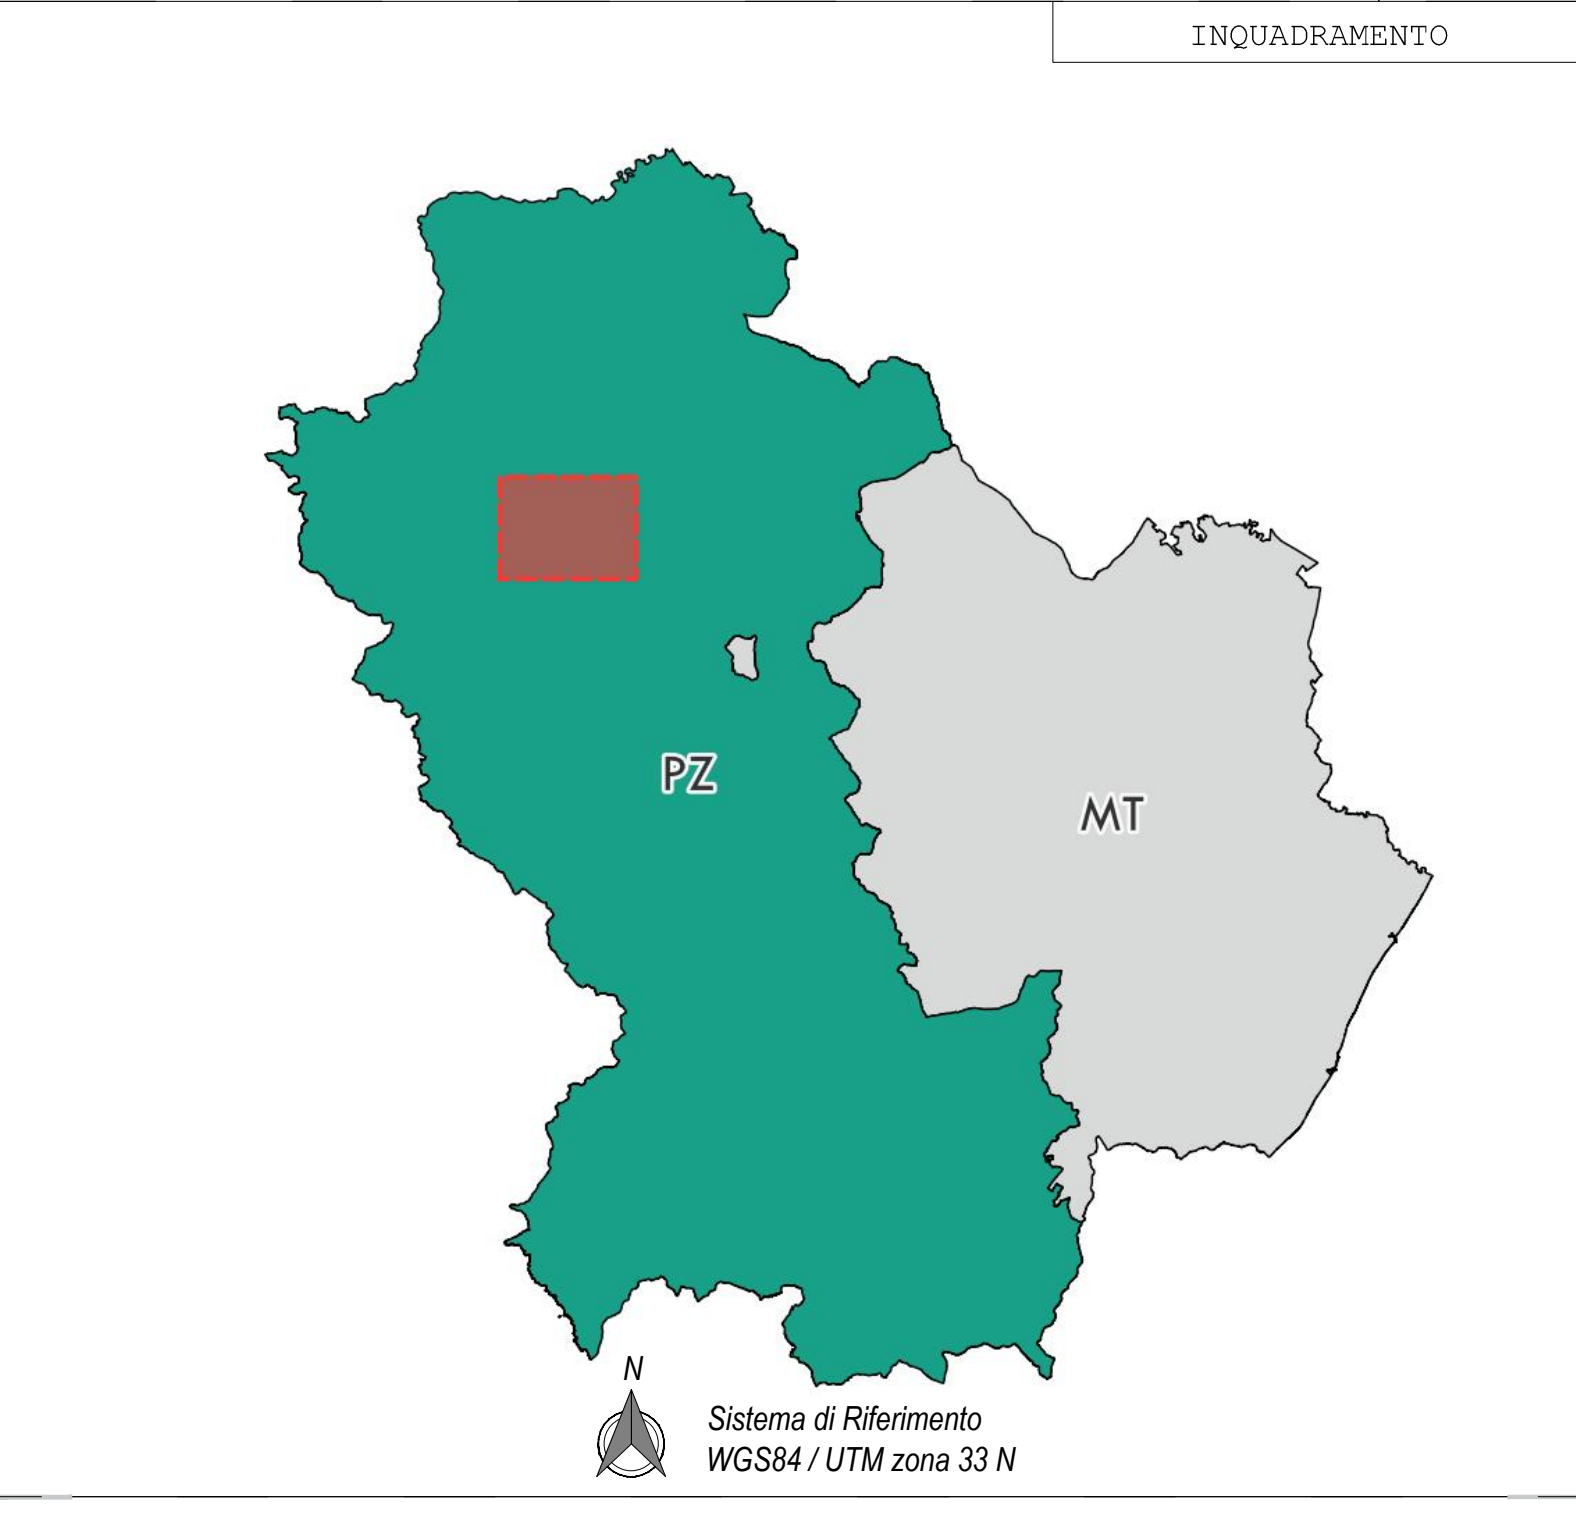 INQUADRAMENTO
PZ
MT
N
Sistema di Riferimento
WGS84 / UTM zona 33 N